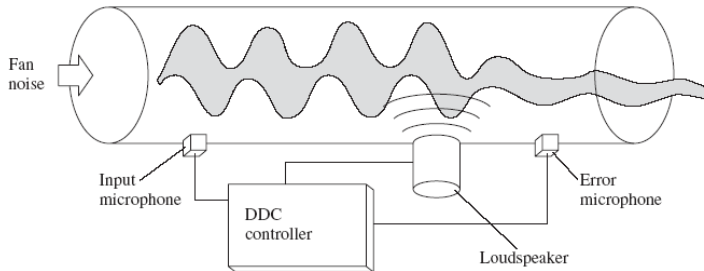 Fan
noise
Input
microphone
DDC
controller
Error
microphone
Loudspeaker